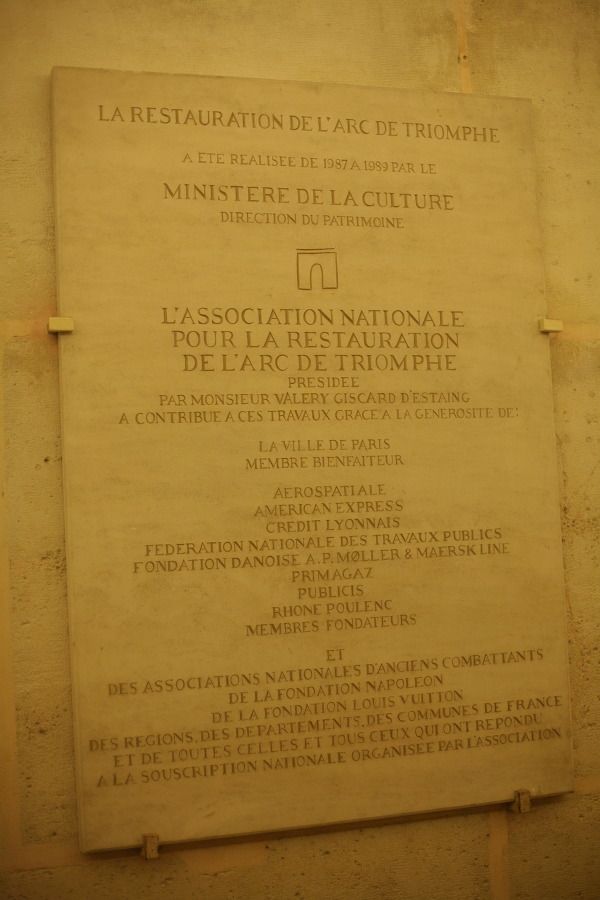 LA RESTAURATION DE L'ARC DE TRIOMPHE
A ETE REALISEE DE 1987 A 1989 PAR LE
MINISTERE DE LA CULTURE
DIRECTION DU PATRIMOINE
L'ASSOCIATION NATIONALE
POUR LA RESTAURATION
DE L'ARC DE TRIOMPHE
PRESIDEE
PAR MONSIEUR VALERY GISCARD D'ESTAING
A CONTRIBUE A CES TRAVAUX GRACE A LA GENEROSITE DE:
LA VILLE DE PARIS
MEMBRE BIENFAITEUR
AEROSPATIALE
AMERICAN EXPRESS
CREDIT LYONNAIS
FEDERATION NATIONALE DES TRAVAUX PUBLICS
FONDATION DANOISE A.P. MØLLER & MAERSK LINE
PRIMAGAZ
PUBLICIS
RHONE POULENC
MEMBRES FONDATEURS
ET
DES ASSOCIATIONS NATIONALES D'ANCIENS COMBATTANTS
DE LA FONDATION NAPOLEON
DE LA FONDATION LOUIS VUITTON
DES REGIONS, DES DEPARTEMENTS, DES COMMUNES DE FRANCE
ET DE TOUTES CELLES ET TOUS CEUX QUI ONT REPONDU
A LA SOUSCRIPTION NATIONALE ORGANISEE PAR L'ASSOCIATION